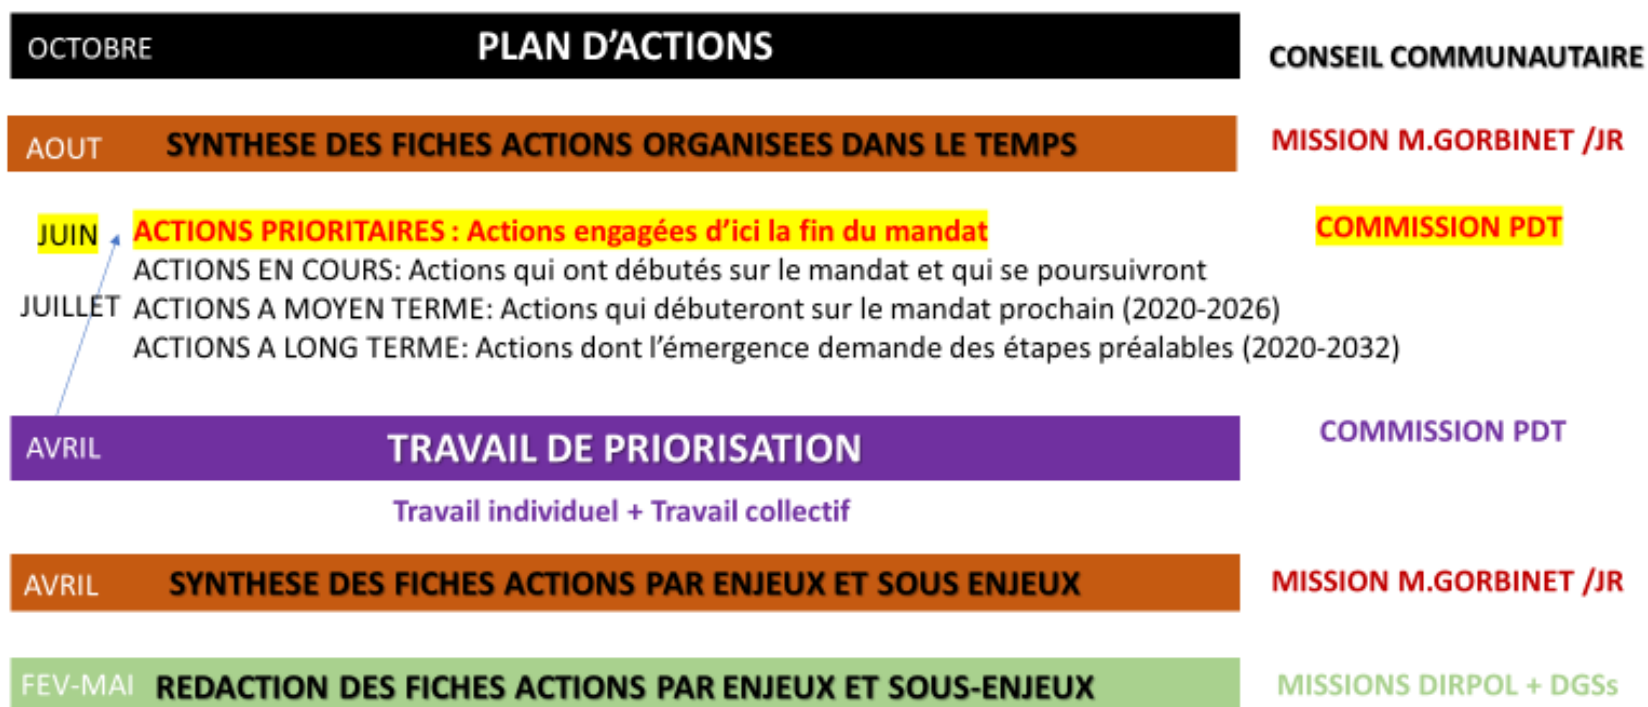 OCTOBRE PLAN D'ACTIONS CONSEIL COMMUNAUTAIRE
AOUT SYNTHESE DES FICHES ACTIONS ORGANISEES DANS LE TEMPS MISSION M.GORBINET /JR
JUIN ACTIONS PRIORITAIRES : Actions engagées d'ici la fin du mandat COMMISSION PDT
ACTIONS EN COURS: Actions qui ont débutés sur le mandat et qui se poursuivront
JUILLET ACTIONS A MOYEN TERME: Actions qui débuteront sur le mandat prochain (2020-2026)
ACTIONS A LONG TERME: Actions dont l'émergence demande des étapes préalables (2020-2032)
AVRIL TRAVAIL DE PRIORISATION COMMISSION PDT
Travail individuel + Travail collectif
AVRIL SYNTHESE DES FICHES ACTIONS PAR ENJEUX ET SOUS ENJEUX MISSION M.GORBINET /JR
FEV-MAI REDACTION DES FICHES ACTIONS PAR ENJEUX ET SOUS-ENJEUX MISSIONS DIRPOL + DGSs